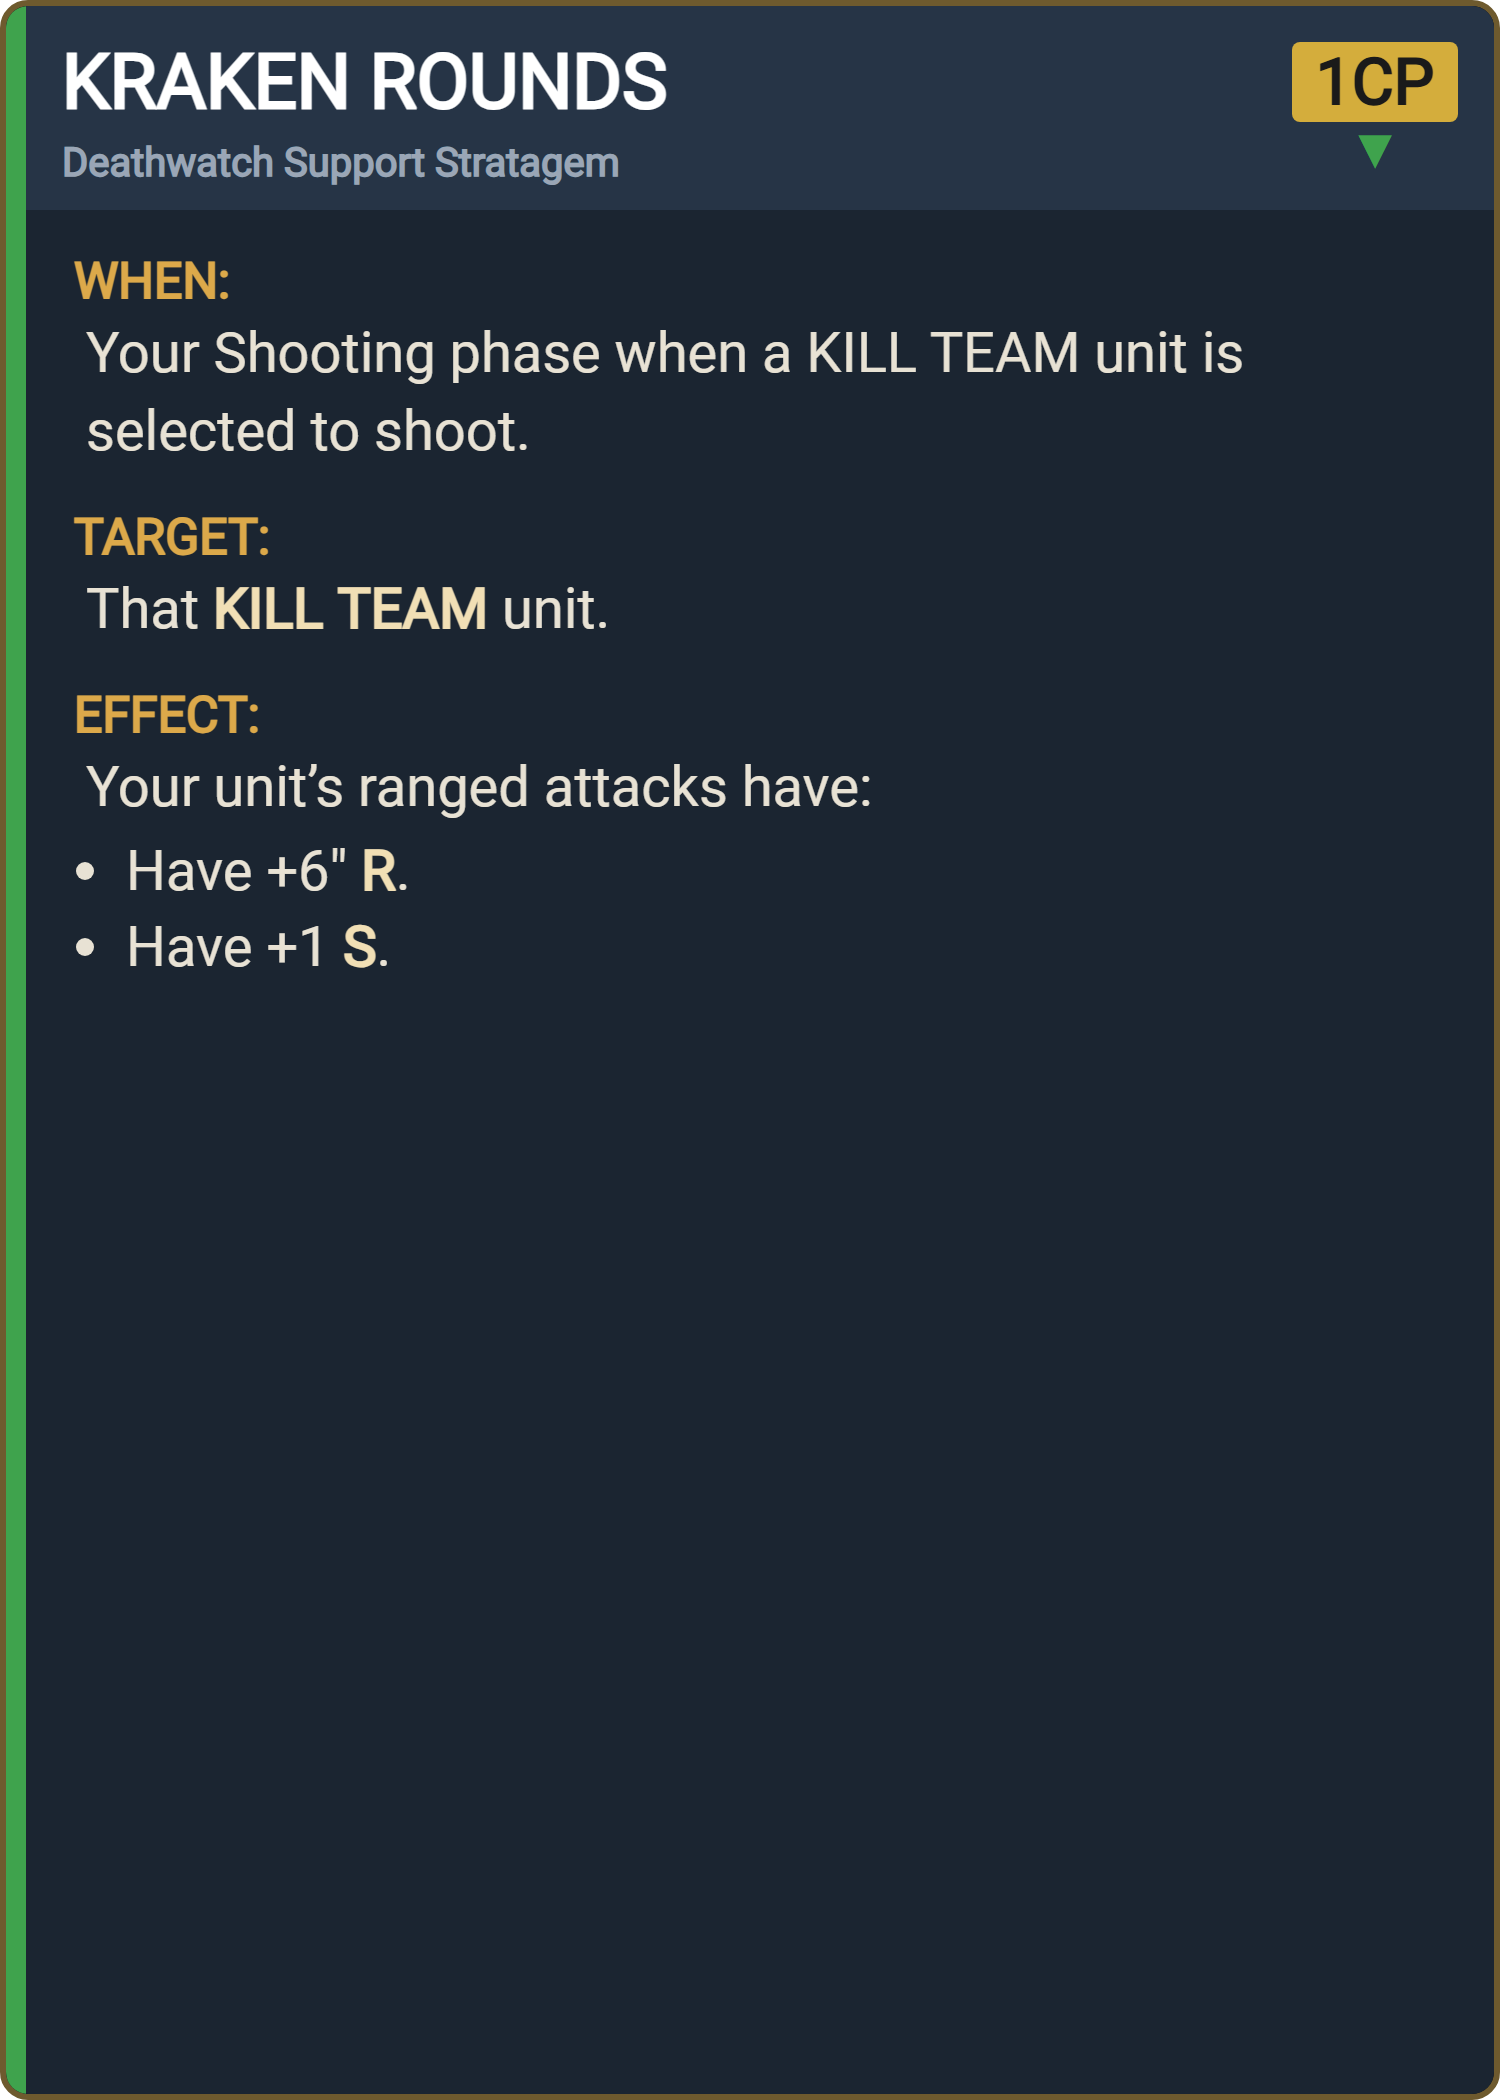 KRAKEN ROUNDS
1CP
Deathwatch Support Stratagem
WHEN:
Your Shooting phase when a KILL TEAM unit is
selected to shoot.
TARGET:
That KILL TEAM unit.
EFFECT:
Your unit’s ranged attacks have:
• Have +6" R.
• Have +1 S.